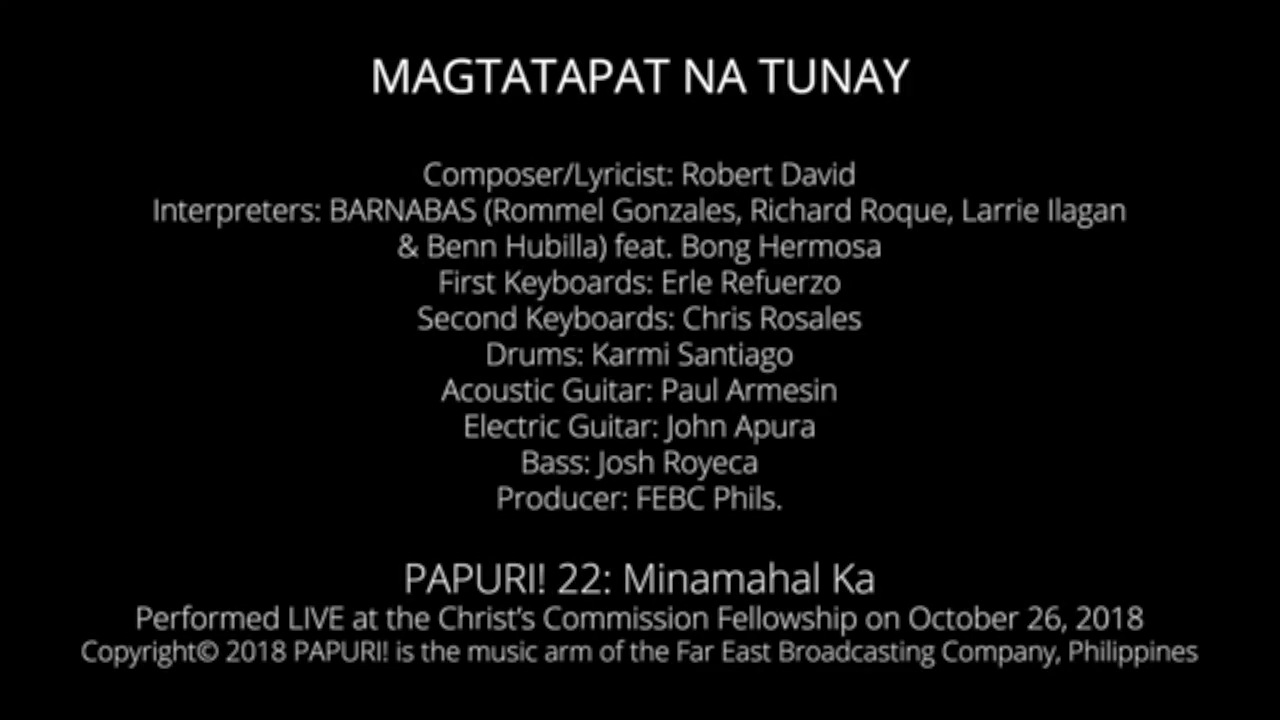 MAGTATAPAT NA TUNAY
Composer/Lyricist: Robert David
Interpreters: BARNABAS (Rommel Gonzales, Richard Roque, Larrie Ilagan
& Benn Hubilla) feat. Bong Hermosa
First Keyboards: Erle Refuerzo
Second Keyboards: Chris Rosales
Drums: Karmi Santiago
Acoustic Guitar: Paul Armesin
Electric Guitar: John Apura
Bass: Josh Royeca
Producer: FEBC Phils.
PAPURI! 22: Minamahal Ka
Performed LIVE at the Christ’s Commission Fellowship on October 26, 2018
Copyright© 2018 PAPURI! is the music arm of the Far East Broadcasting Company, Philippines